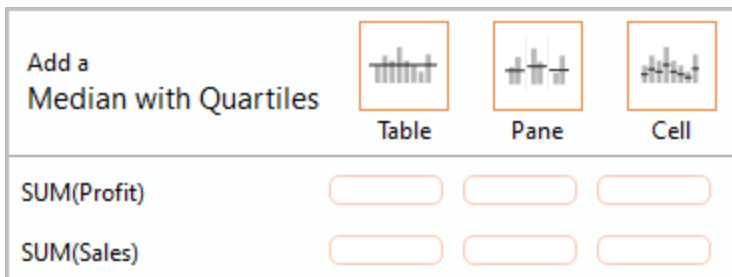 Add a
Median with Quartiles
Table Pane Cell
SUM(Profit)
SUM(Sales)